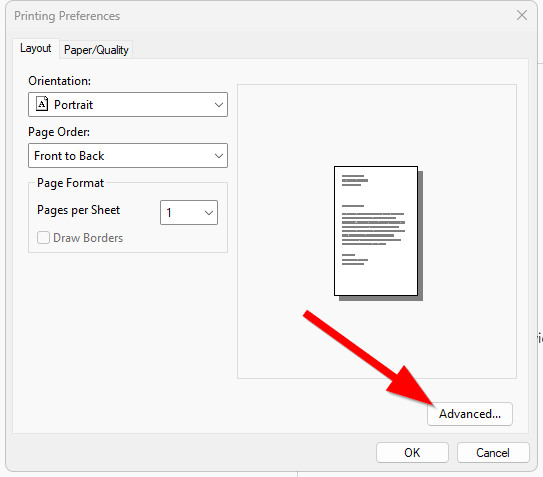 Printing Preferences
Layout
Paper/Quality
Orientation:
A Portrait
Page Order:
Front to Back
Page Format
Pages per Sheet
1
Draw Borders
Advanced...
OK
Cancel